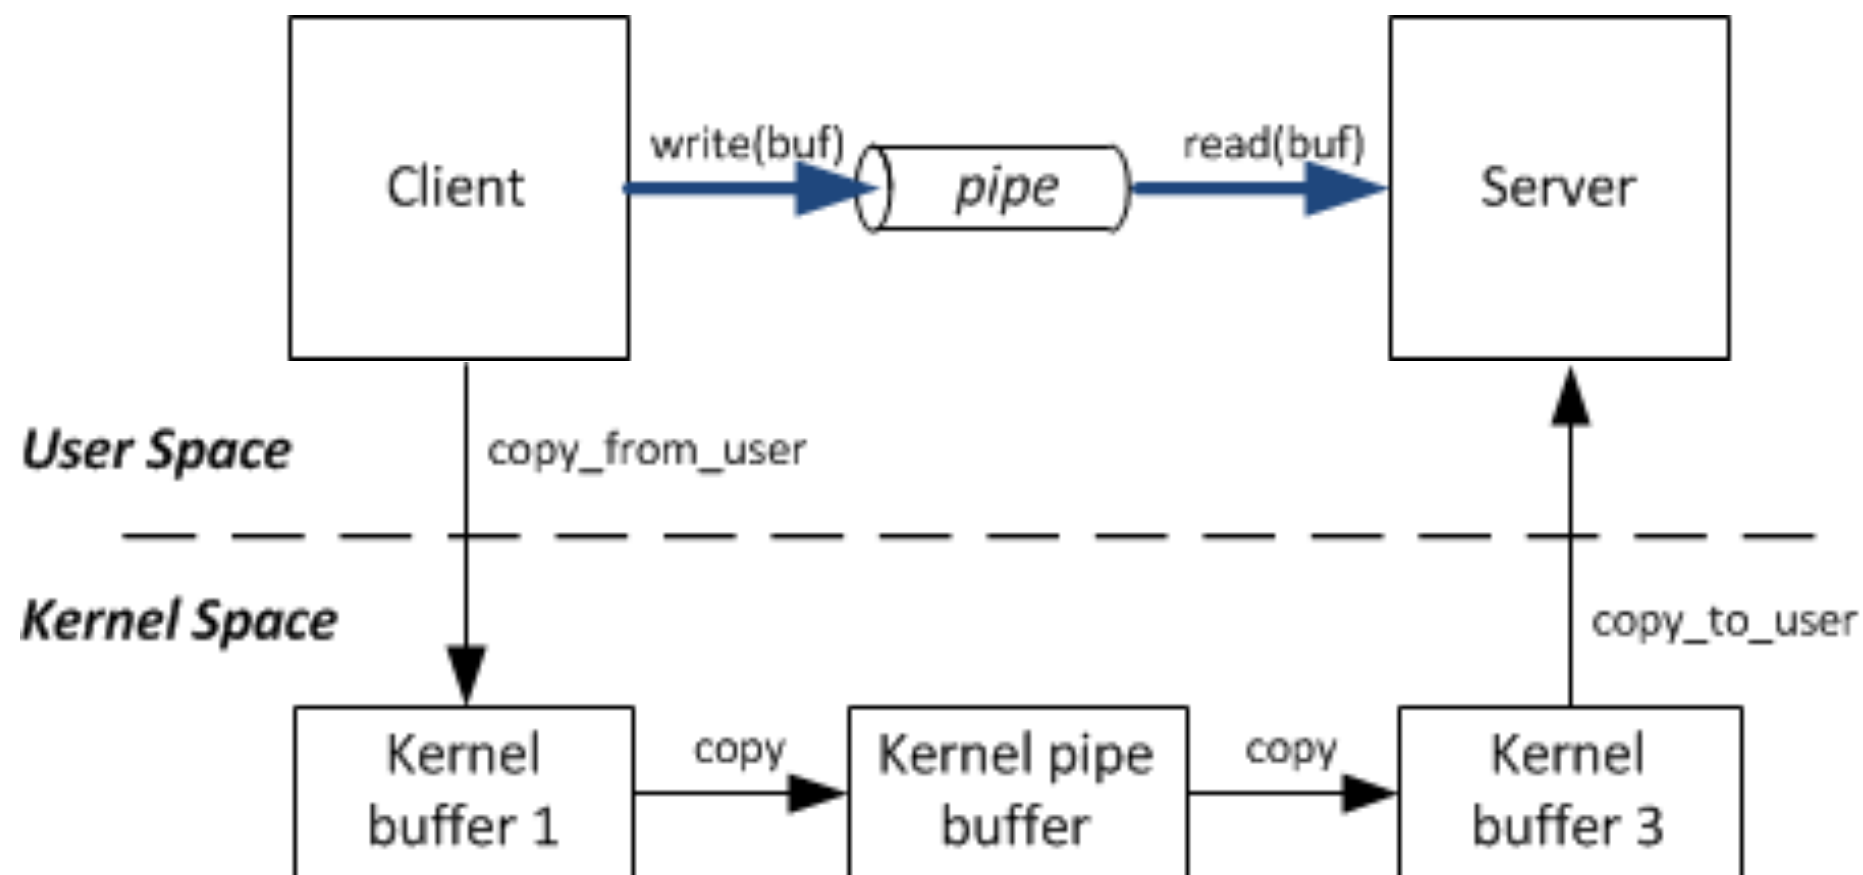 write(buf)
read(buf)
Client
pipe
Server
User Space
copy_from_user
Kernel Space
copy_to_user
Kernel
buffer 1
copy
Kernel pipe
buffer
copy
Kernel
buffer 3